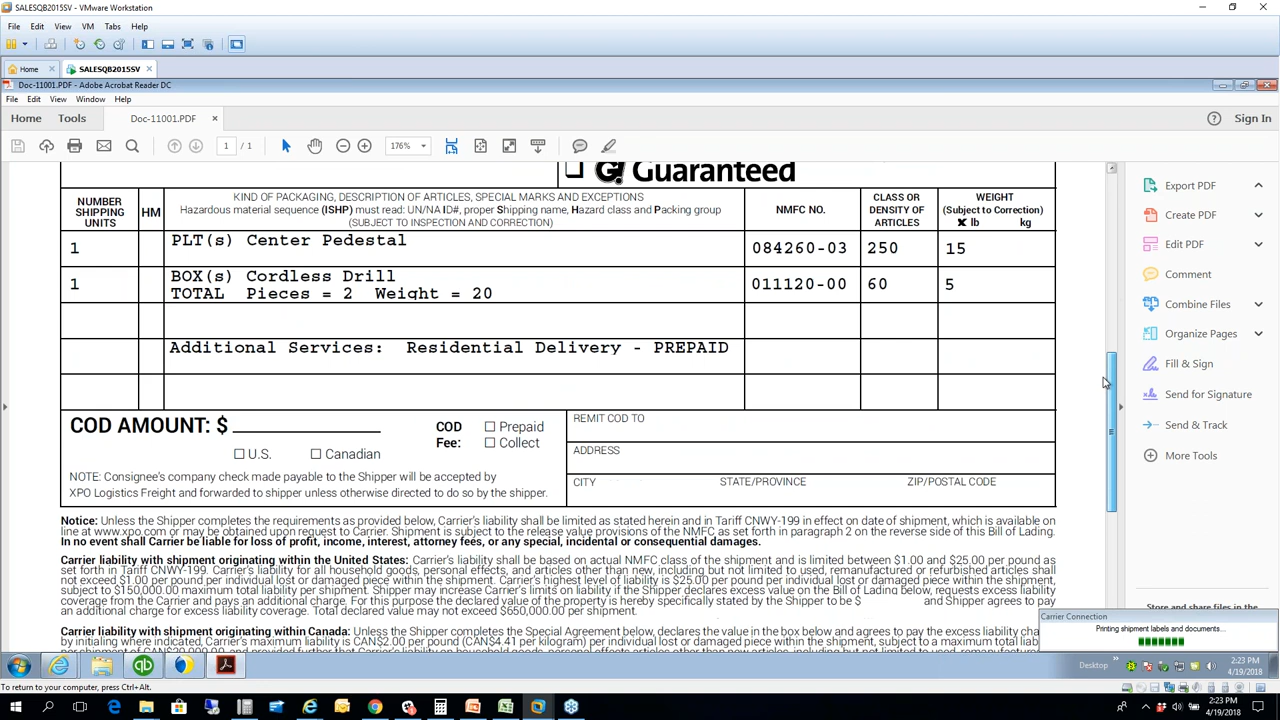 SALESQB2015SV - VMware Workstation
File Edit View VM Tabs Help
Home SALESQB2015SV
Doc-11001.PDF - Adobe Acrobat Reader DC
File Edit View Window Help
Home Tools Doc-11001.PDF Sign In
1 / 1 176%
Guaranteed
NUMBER SHIPPING UNITS
HM
KIND OF PACKAGING, DESCRIPTION OF ARTICLES, SPECIAL MARKS AND EXCEPTIONS
Hazardous material sequence (ISHP) must read: UN/NA ID#, proper Shipping name, Hazard class and Packing group
(SUBJECT TO INSPECTION AND CORRECTION)
NMFC NO.
CLASS OR DENSITY OF ARTICLES
WEIGHT
(Subject to Correction)
x lb kg
1 PLT(s) Center Pedestal 084260-03 250 15
1 BOX(s) Cordless Drill 011120-00 60 5
TOTAL Pieces = 2 Weight = 20
Additional Services: Residential Delivery - PREPAID
COD AMOUNT: $
U.S. Canadian
COD Fee: Prepaid Collect
NOTE: Consignee's company check made payable to the Shipper will be accepted by
XPO Logistics Freight and forwarded to shipper unless otherwise directed to do so by the shipper.
REMIT COD TO
ADDRESS
CITY STATE/PROVINCE ZIP/POSTAL CODE
Notice: Unless the Shipper completes the requirements as provided below, Carrier's liability shall be limited as stated herein and in Tariff CNWY-199 in effect on date of shipment, which is available on
line at www.xpo.com or may be obtained upon request to Carrier. Shipment is subject to the release value provisions of the NMFC as set forth in paragraph 2 on the reverse side of this Bill of Lading.
In no event shall Carrier be liable for loss of profit, income, interest, attorney fees, or any special, incidental or consequential damages.
Carrier liability with shipment originating within the United States: Carrier's liability shall be based on actual NMFC class of the shipment and is limited between $1.00 and $25.00 per pound as
set forth in Tariff CNWY-199. Carrier's liability for all household goods, personal effects, and articles other than new, including but not limited to used, remanufactured or refurbished articles shall
not exceed $1.00 per pound per individual lost or damaged piece within the shipment. Carrier's highest level of liability is $25.00 per pound per individual lost or damaged piece within the shipment,
subject to $150,000.00 maximum total liability per shipment. Shipper may increase Carrier's limits on liability if the Shipper declares excess value on the Bill of Lading below, requests excess liability
coverage from the Carrier and pays an additional charge. For this purpose the declared value of the property is hereby specifically stated by the Shipper to be $ and Shipper agrees to pay
an additional charge for excess liability coverage. Total declared value may not exceed $650,000.00 per shipment.
Carrier liability with shipment originating within Canada: Unless the Shipper completes the Special Agreement below, declares the value in the box below and agrees to pay the excess liability cha
by initialing where indicated, Carrier's maximum liability is CAN$2.00 per pound (CAN$4.41 per kilogram) per individual lost or damaged piece within the shipment, subject to a maximum total liab
Export PDF
Create PDF
Edit PDF
Comment
Combine Files
Organize Pages
Fill & Sign
Send for Signature
Send & Track
More Tools
Store and share files in the
Carrier Connection
Printing shipment labels and documents...
Desktop
2:23 PM
4/19/2018
To return to your computer, press Ctrl+Alt.
2:23 PM
4/19/2018